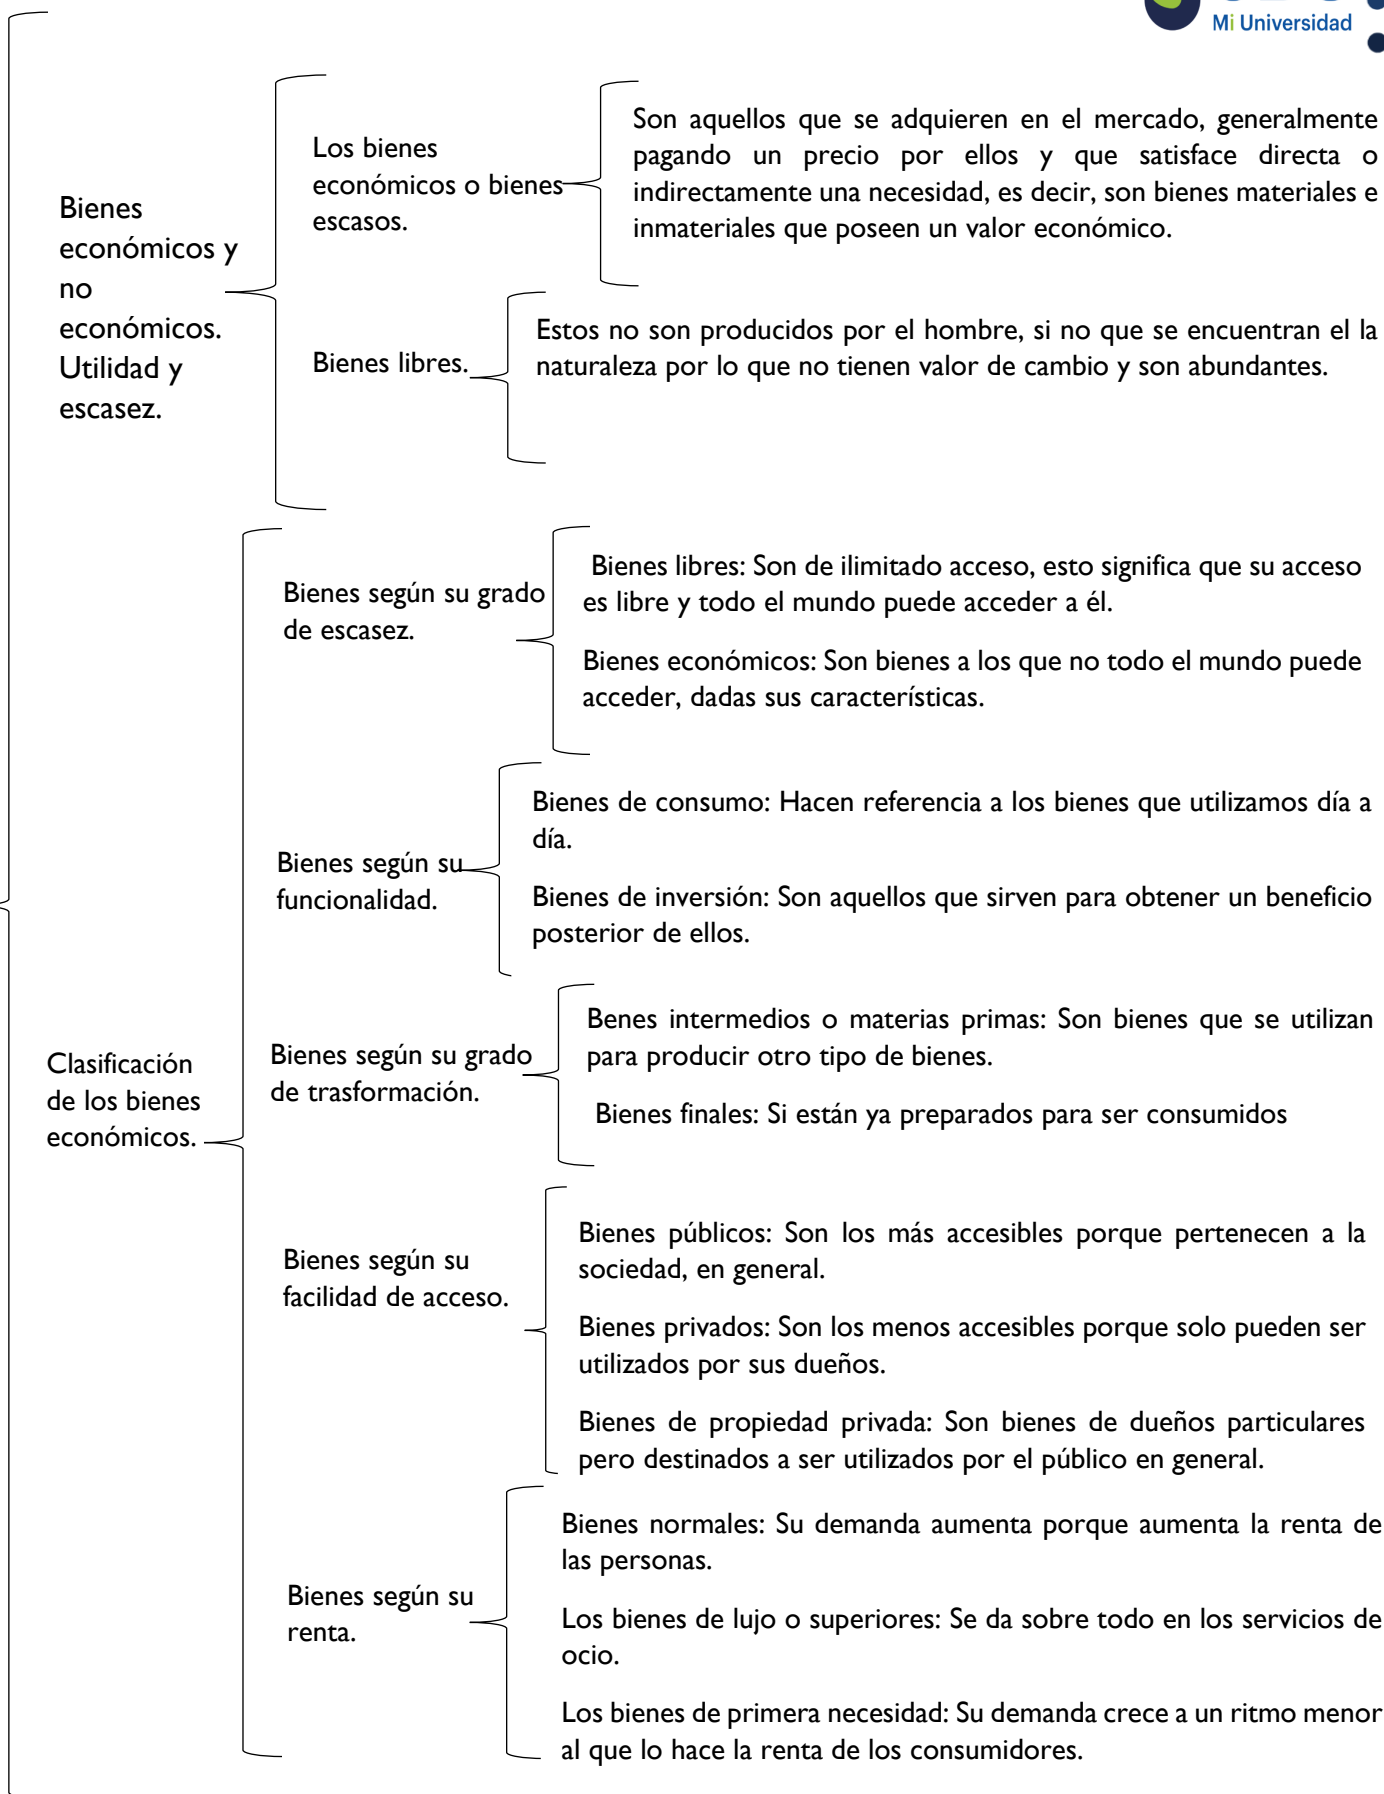 Mi Universidad
Bienes
económicos y
no
económicos.
Utilidad y
escasez.
Los bienes
económicos o bienes
escasos.
Son aquellos que se adquieren en el mercado, generalmente
pagando un precio por ellos y que satisface directa o
indirectamente una necesidad, es decir, son bienes materiales e
inmateriales que poseen un valor económico.
Bienes libres.
Estos no son producidos por el hombre, si no que se encuentran el la
naturaleza por lo que no tienen valor de cambio y son abundantes.
Clasificación
de los bienes
económicos.
Bienes según su grado
de escasez.
Bienes libres: Son de ilimitado acceso, esto significa que su acceso
es libre y todo el mundo puede acceder a él.
Bienes económicos: Son bienes a los que no todo el mundo puede
acceder, dadas sus características.
Bienes según su
funcionalidad.
Bienes de consumo: Hacen referencia a los bienes que utilizamos día a
día.
Bienes de inversión: Son aquellos que sirven para obtener un beneficio
posterior de ellos.
Bienes según su grado
de trasformación.
Benes intermedios o materias primas: Son bienes que se utilizan
para producir otro tipo de bienes.
Bienes finales: Si están ya preparados para ser consumidos
Bienes según su
facilidad de acceso.
Bienes públicos: Son los más accesibles porque pertenecen a la
sociedad, en general.
Bienes privados: Son los menos accesibles porque solo pueden ser
utilizados por sus dueños.
Bienes de propiedad privada: Son bienes de dueños particulares
pero destinados a ser utilizados por el público en general.
Bienes según su
renta.
Bienes normales: Su demanda aumenta porque aumenta la renta de
las personas.
Los bienes de lujo o superiores: Se da sobre todo en los servicios de
ocio.
Los bienes de primera necesidad: Su demanda crece a un ritmo menor
al que lo hace la renta de los consumidores.